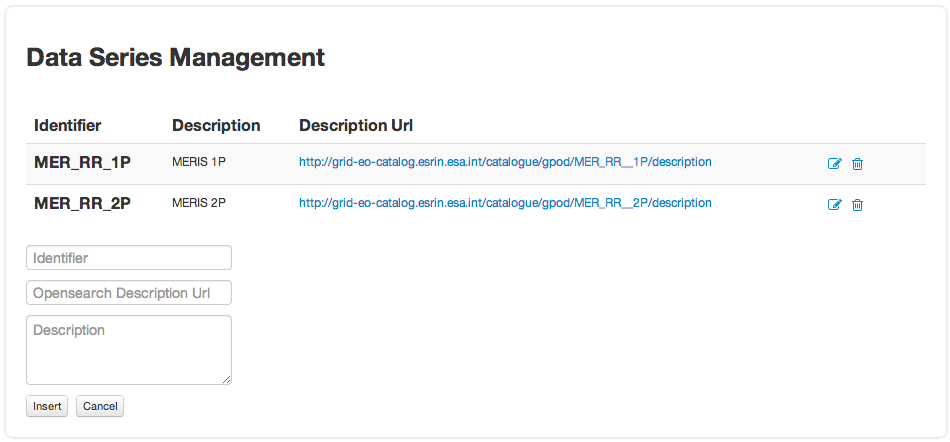 Data Series Management
Identifier Description Description Url
MER_RR_1P MERIS 1P http://grid-eo-catalog.esrin.esa.int/catalogue/gpod/MER_RR__1P/description
MER_RR_2P MERIS 2P http://grid-eo-catalog.esrin.esa.int/catalogue/gpod/MER_RR__2P/description
Identifier
Opensearch Description Url
Description
Insert Cancel